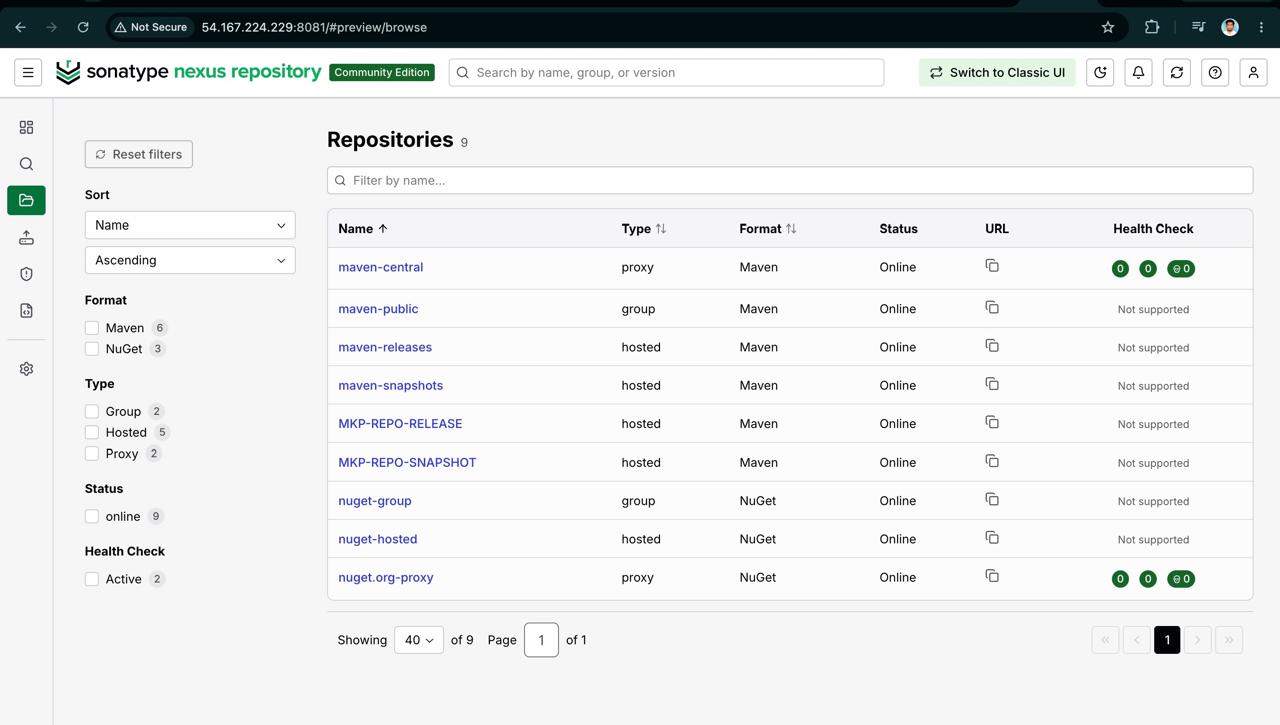 Not Secure 54.167.224.229:8081/#preview/browse
sonatype nexus repository Community Edition Search by name, group, or version Switch to Classic UI
Reset filters
Sort
Name
Ascending
Format
Maven 6
NuGet 3
Type
Group 2
Hosted 5
Proxy 2
Status
online 9
Health Check
Active 2
Repositories 9
Filter by name...
Name Type Format Status URL Health Check
maven-central proxy Maven Online 0 0 0
maven-public group Maven Online Not supported
maven-releases hosted Maven Online Not supported
maven-snapshots hosted Maven Online Not supported
MKP-REPO-RELEASE hosted Maven Online Not supported
MKP-REPO-SNAPSHOT hosted Maven Online Not supported
nuget-group group NuGet Online Not supported
nuget-hosted hosted NuGet Online Not supported
nuget.org-proxy proxy NuGet Online 0 0 0
Showing 40 of 9 Page 1 of 1 « ‹ 1 › »